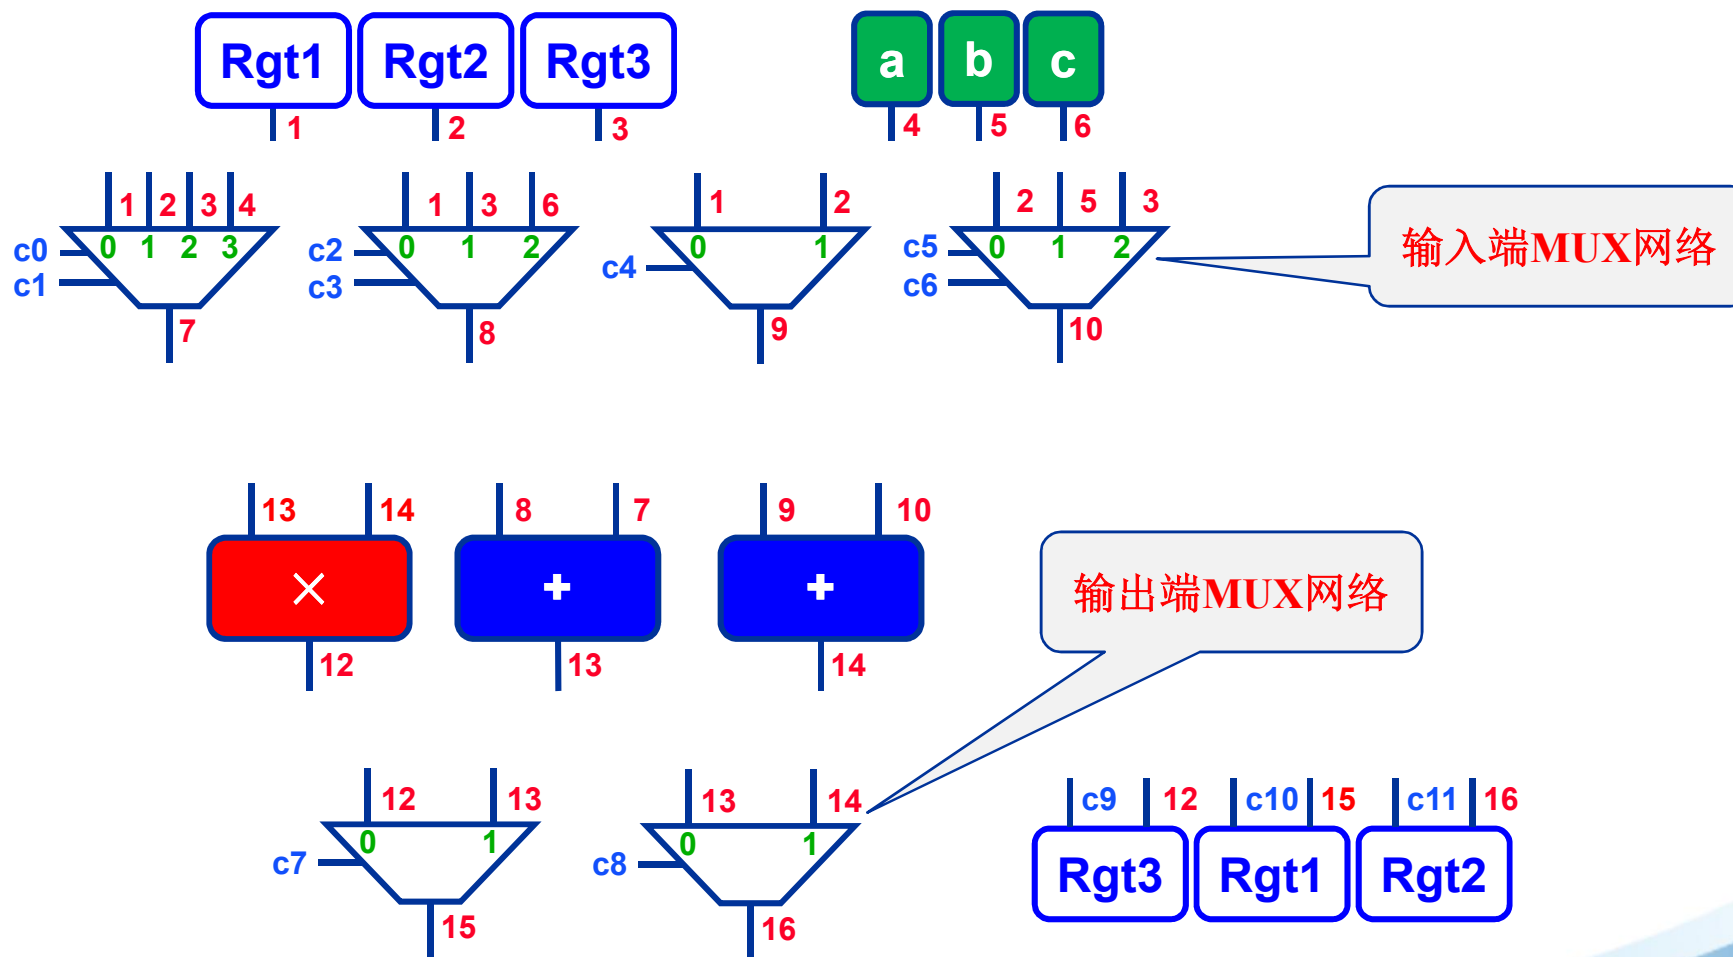 Rgt1 Rgt2 Rgt3 a b c
1 2 3 4 5 6
1 2 3 4 1 3 6 1 2 2 5 3
0 1 2 3 0 1 2 0 1 0 1 2
c0 c2 c4 c5
c1 c3 c6
输入端MUX网络
7 8 9 10
13 14 8 7 9 10
× + +
12 13 14
输出端MUX网络
12 13 13 14 c9 12 c10 15 c11 16
0 1 0 1
c7 c8 Rgt3 Rgt1 Rgt2
15 16